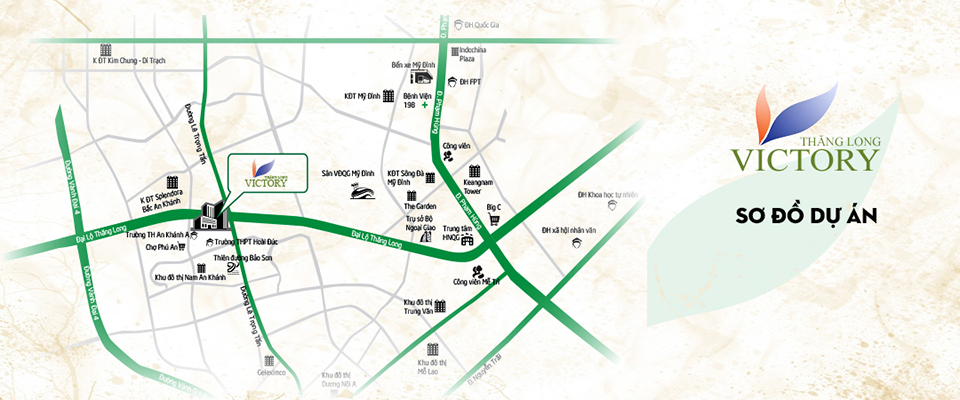 Đ. Phạm
ĐH Quốc Gia
K ĐT Kim Chung - Di Trạch
Indochina
Plaza
Bến xe Mỹ Đình
ĐH FPT
KĐT Mỹ Đình
Bệnh Viện
198
Đường Lê Trọng Tấn
Đ. Phạm Hùng
Công viên
THĂNG LONG
VICTORY
Đường Vành Đai 4
THĂNG LONG
VICTORY
Sân VĐQG Mỹ Đình
KĐT Sông Đà
Mỹ Đình
Keangnam
Tower
K ĐT Splendora
Bắc An Khánh
The Garden
Đ. Phạm Hùng
Big C
ĐH Khoa học tự nhiên
SƠ ĐỒ DỰ ÁN
Trụ sở Bộ
Ngoại Giao
Trung tâm
HNQG
ĐH xã hội nhân văn
Đại Lộ Thăng Long
Trường TH An Khánh A
Đại Lộ Thăng Long
Chợ Phú An
Trường THPT Hoài Đức
Thiên đường Bảo Sơn
Khu đô thị Nam An Khánh
Công viên Mễ Trì
Đường Vành Đai 4
Đường Lê Trọng Tấn
Khu đô thị
Trung Văn
Geleximco
Khu đô thị
Mỗ Lao
Khu đô thị
Dương Nội A
Đ. Nguyễn Trãi
Đường Vành Đai 4